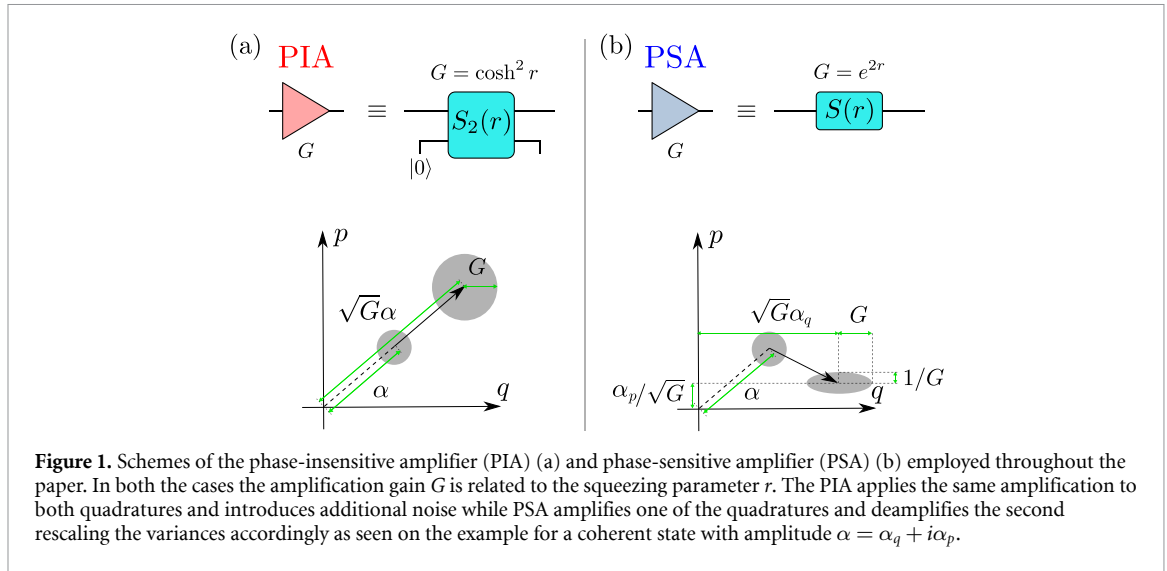 (a)
PIA
G = cosh² r
≡
S₂(r)
G
|0⟩
p
G
√Gα
α
q
(b)
PSA
G = e²ʳ
≡
S(r)
G
p
√Gα_q
G
1/G
α_p/√G
α
q
Figure 1. Schemes of the phase-insensitive amplifier (PIA) (a) and phase-sensitive amplifier (PSA) (b) employed throughout the
paper. In both the cases the amplification gain G is related to the squeezing parameter r. The PIA applies the same amplification to
both quadratures and introduces additional noise while PSA amplifies one of the quadratures and deamplifies the second
rescaling the variances accordingly as seen on the example for a coherent state with amplitude α = α_q + iα_p.